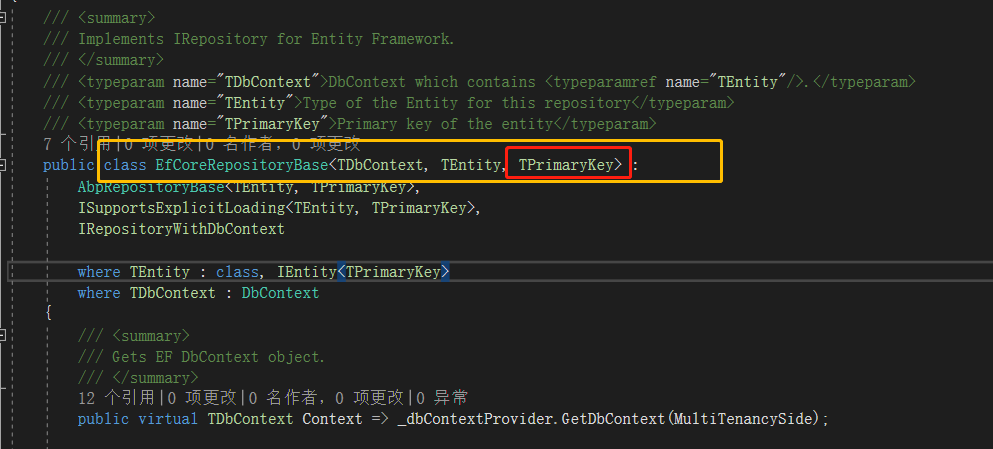 /// <summary>
/// Implements IRepository for Entity Framework.
/// </summary>
/// <typeparam name="TDbContext">DbContext which contains <typeparamref name="TEntity"/>.</typeparam>
/// <typeparam name="TEntity">Type of the Entity for this repository</typeparam>
/// <typeparam name="TPrimaryKey">Primary key of the entity</typeparam>
7 个引用|0 项更改|0 名作者, 0 项更改
public class EfCoreRepositoryBase<TDbContext, TEntity, TPrimaryKey> :
AbpRepositoryBase<TEntity, TPrimaryKey>,
ISupportsExplicitLoading<TEntity, TPrimaryKey>,
IRepositoryWithDbContext
where TEntity : class, IEntity<TPrimaryKey>
where TDbContext : DbContext
{
/// <summary>
/// Gets EF DbContext object.
/// </summary>
12 个引用|0 项更改|0 名作者, 0 项更改|0 异常
public virtual TDbContext Context => _dbContextProvider.GetDbContext(MultiTenancySide);